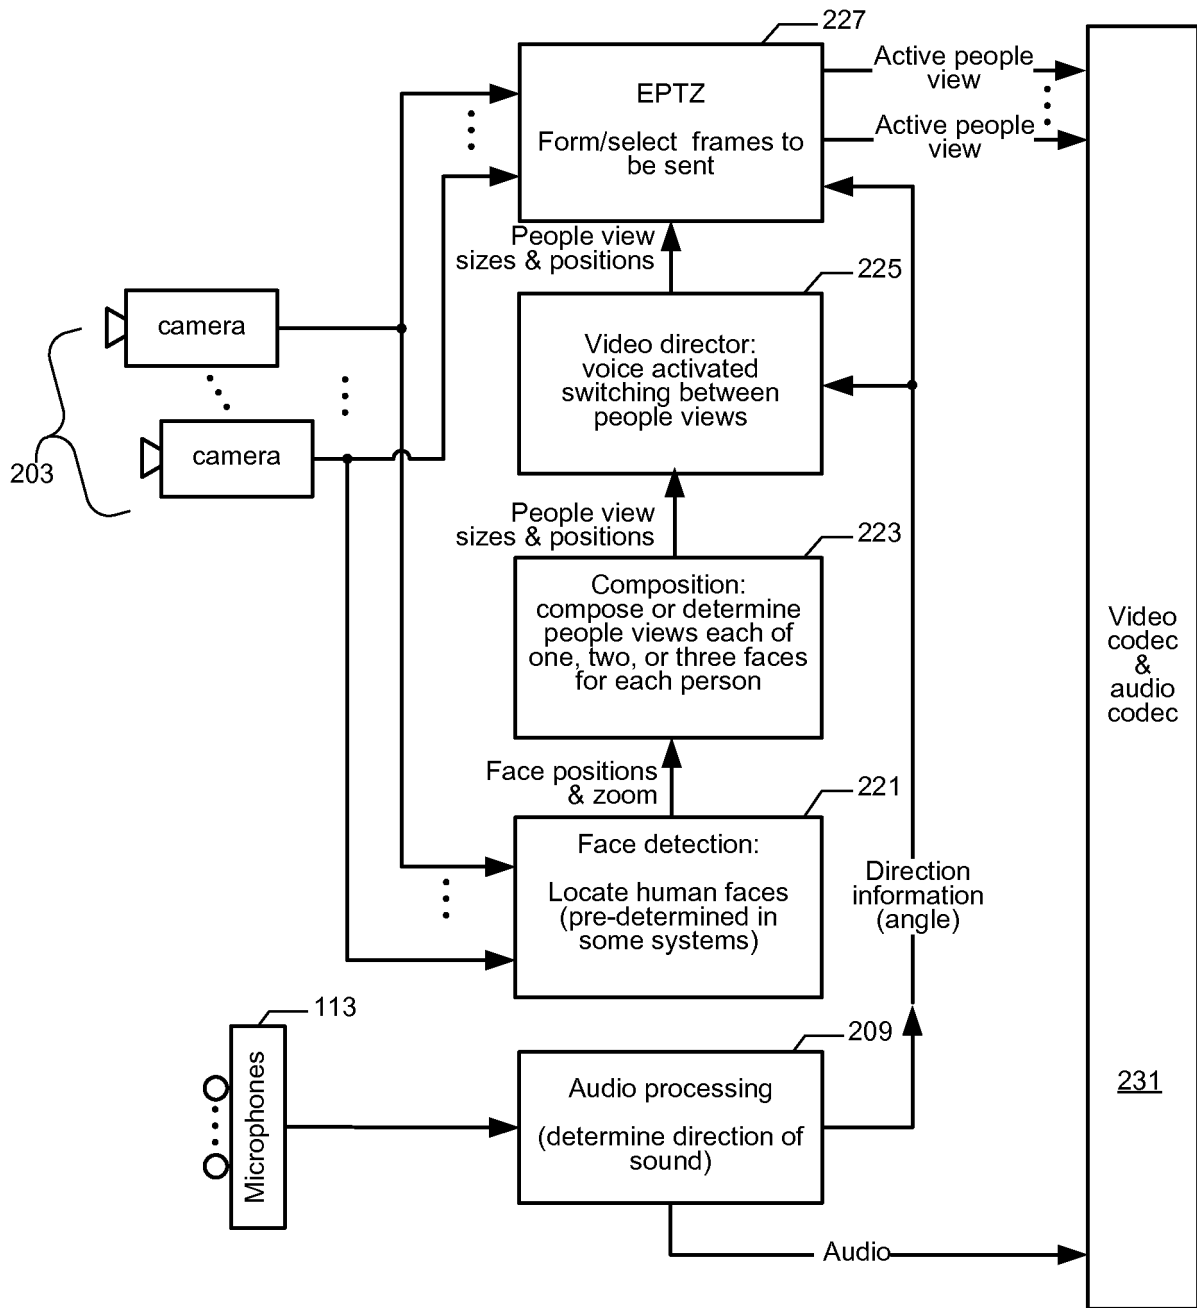 227
EPTZ
Form/select frames to
be sent
Active people
view
Active people
view
People view
sizes & positions
225
camera
Video director:
voice activated
switching between
people views
camera
203
People view
sizes & positions
223
Composition:
compose or determine
people views each of
one, two, or three faces
for each person
Video
codec
&
audio
codec
Face positions
& zoom
221
Face detection:
Locate human faces
(pre-determined in
some systems)
Direction
information
(angle)
113
Microphones
209
Audio processing
(determine direction of
sound)
231
Audio